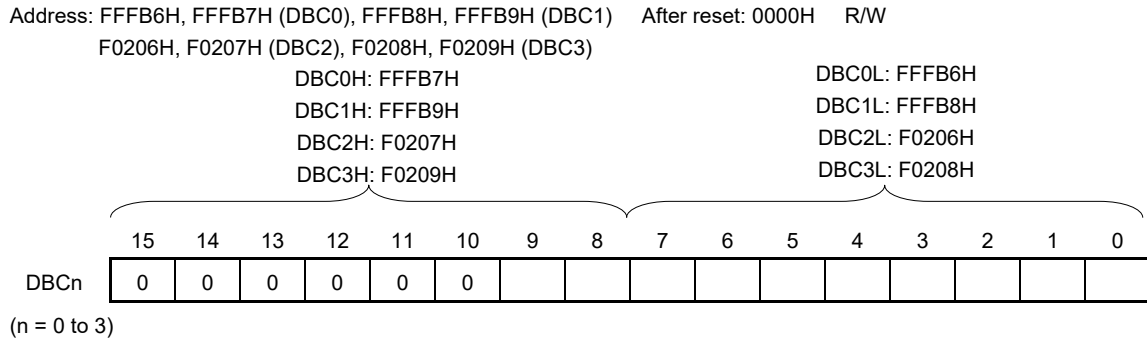 Address: FFFB6H, FFFB7H (DBC0), FFFB8H, FFFB9H (DBC1) After reset: 0000H R/W
F0206H, F0207H (DBC2), F0208H, F0209H (DBC3)
DBC0H: FFFB7H DBC0L: FFFB6H
DBC1H: FFFB9H DBC1L: FFFB8H
DBC2H: F0207H DBC2L: F0206H
DBC3H: F0209H DBC3L: F0208H
15 14 13 12 11 10 9 8 7 6 5 4 3 2 1 0
DBCn 0 0 0 0 0 0
(n = 0 to 3)